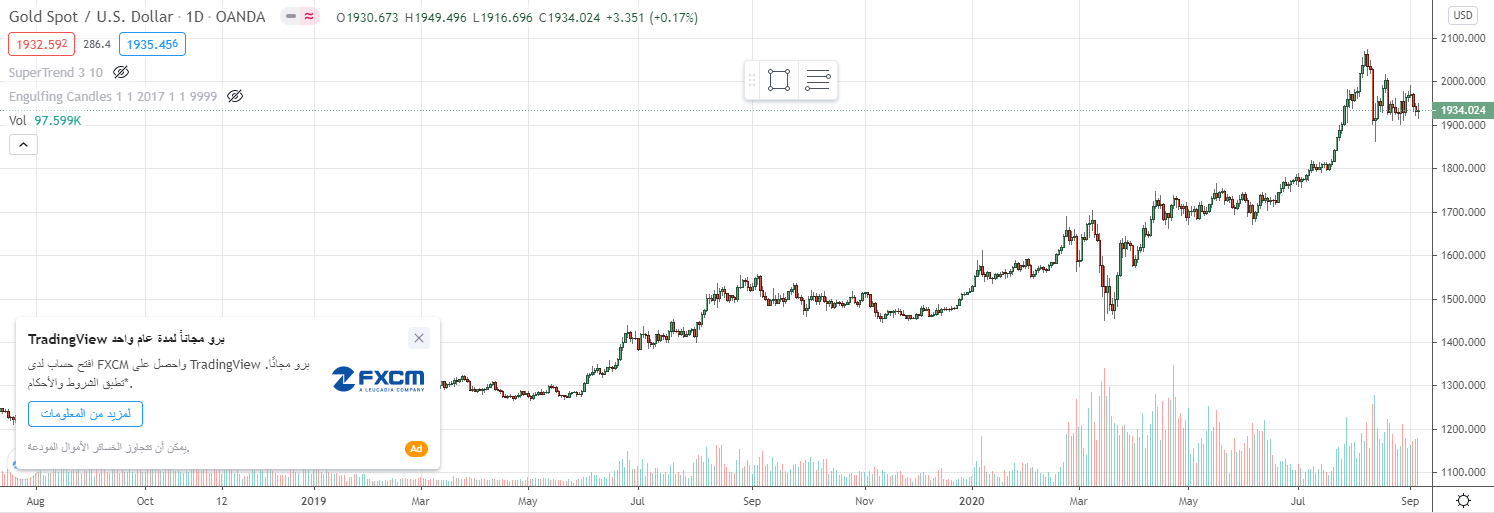 Gold Spot / U.S. Dollar · 1D · OANDA
O1930.673 H1949.496 L1916.696 C1934.024 +3.351 (+0.17%)
USD
1932.592 286.4 1935.456
SuperTrend 3 10
Engulfing Candles 1 1 2017 1 1 9999
Vol 97.599K
2100.000
2000.000
1934.024
1900.000
1800.000
1700.000
1600.000
1500.000
1400.000
1300.000
1200.000
1100.000
TradingView برو مجاناً لمدة عام واحد
افتح حساب لدى FXCM واحصل على TradingView برو مجانًا.
*تطبق الشروط والأحكام.
FXCM
A LEUCADIA COMPANY
لمزيد من المعلومات
يمكن أن تتجاوز الخسائر الأموال المودعة.
Ad
Aug Oct 12 2019 Mar May Jul Sep Nov 2020 Mar May Jul Sep